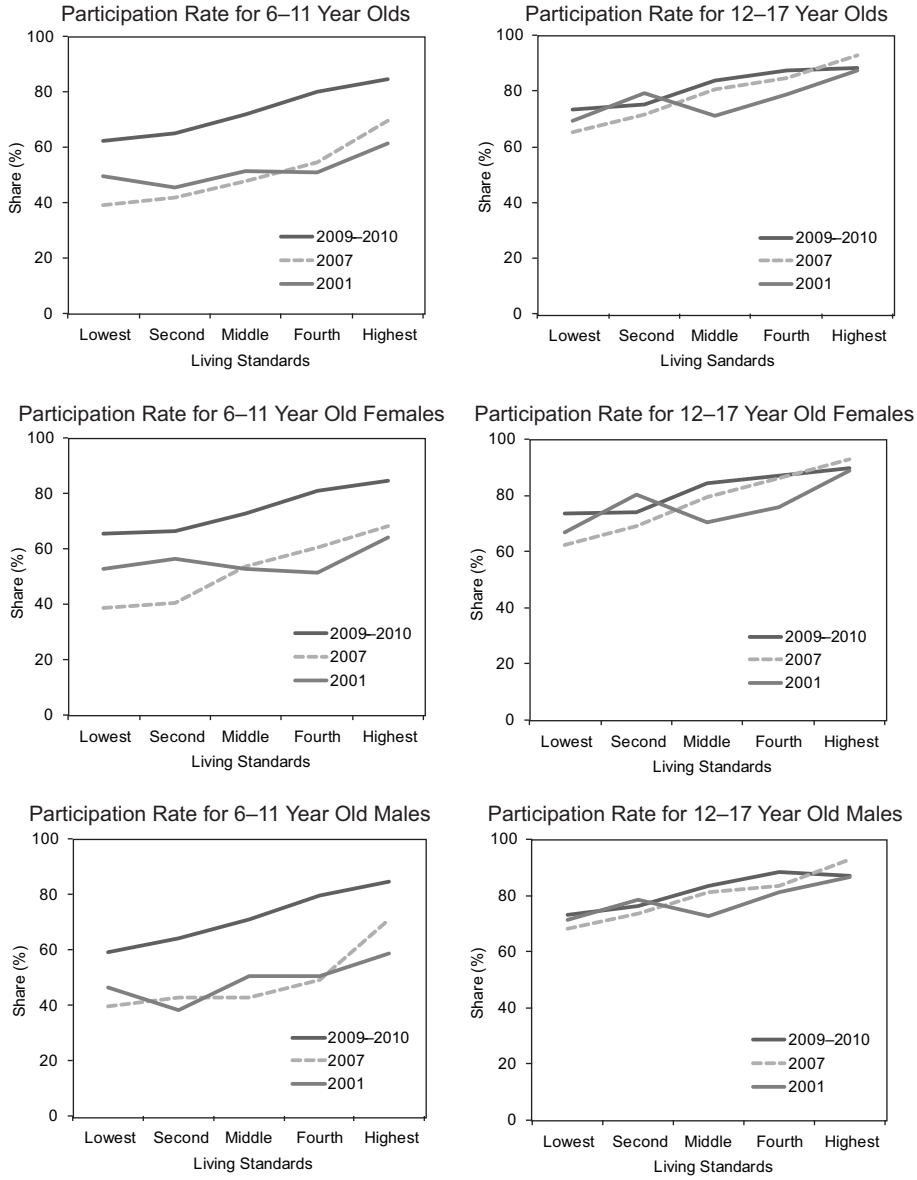 Participation Rate for 6–11 Year Olds
100
80
60
40
20
0
Share (%)
2009–2010
2007
2001
Lowest Second Middle Fourth Highest
Living Standards
Participation Rate for 12–17 Year Olds
100
80
60
40
20
0
Share (%)
2009–2010
2007
2001
Lowest Second Middle Fourth Highest
Living Sandards
Participation Rate for 6–11 Year Old Females
100
80
60
40
20
0
Share (%)
2009–2010
2007
2001
Lowest Second Middle Fourth Highest
Living Standards
Participation Rate for 12–17 Year Old Females
100
80
60
40
20
0
Share (%)
2009–2010
2007
2001
Lowest Second Middle Fourth Highest
Living Standards
Participation Rate for 6–11 Year Old Males
100
80
60
40
20
0
Share (%)
2009–2010
2007
2001
Lowest Second Middle Fourth Highest
Living Standards
Participation Rate for 12–17 Year Old Males
100
80
60
40
20
0
Share (%)
2009–2010
2007
2001
Lowest Second Middle Fourth Highest
Living Standards